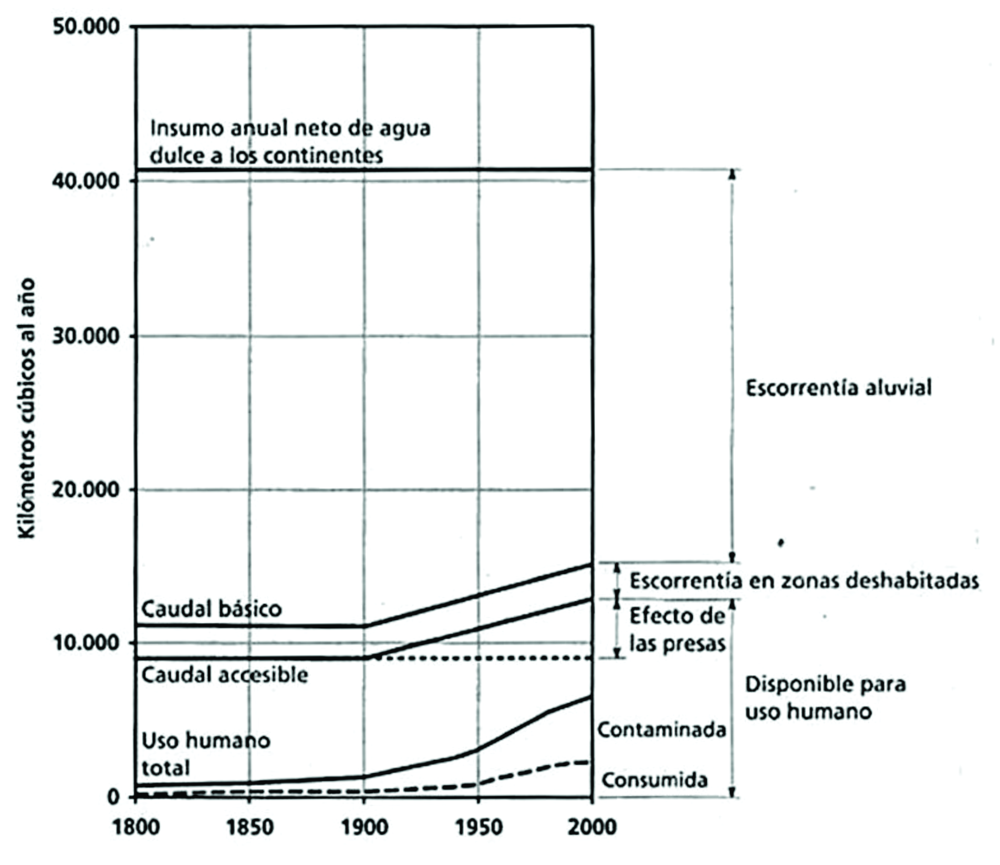 50.000
Insumo anual neto de agua
dulce a los continentes
40.000
30.000
Kilómetros cúbicos al año
Escorrentía aluvial
20.000
Escorrentía en zonas deshabitadas
Caudal básico
Efecto de
las presas
10.000
Caudal accesible
Disponible para
uso humano
Contaminada
Uso humano
total
Consumida
0
1800
1850
1900
1950
2000